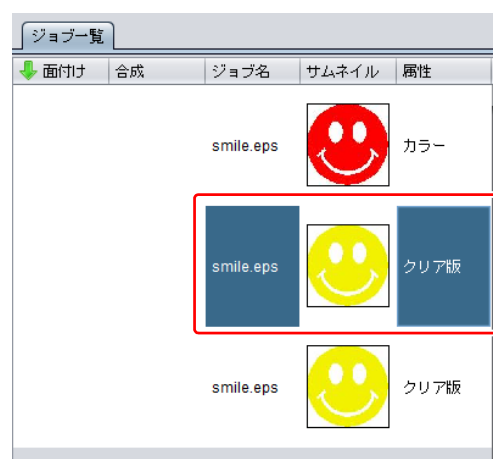 ジョブ一覧
面付け 合成 ジョブ名 サムネイル 属性
smile.eps カラー
smile.eps クリア版
smile.eps クリア版